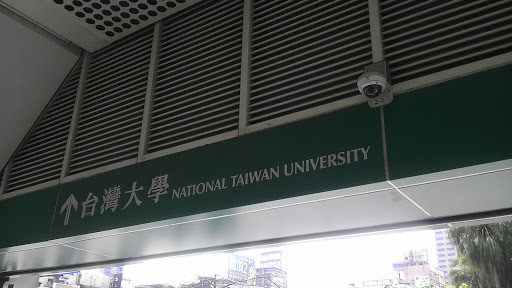 ↑台灣大學 NATIONAL TAIWAN UNIVERSITY